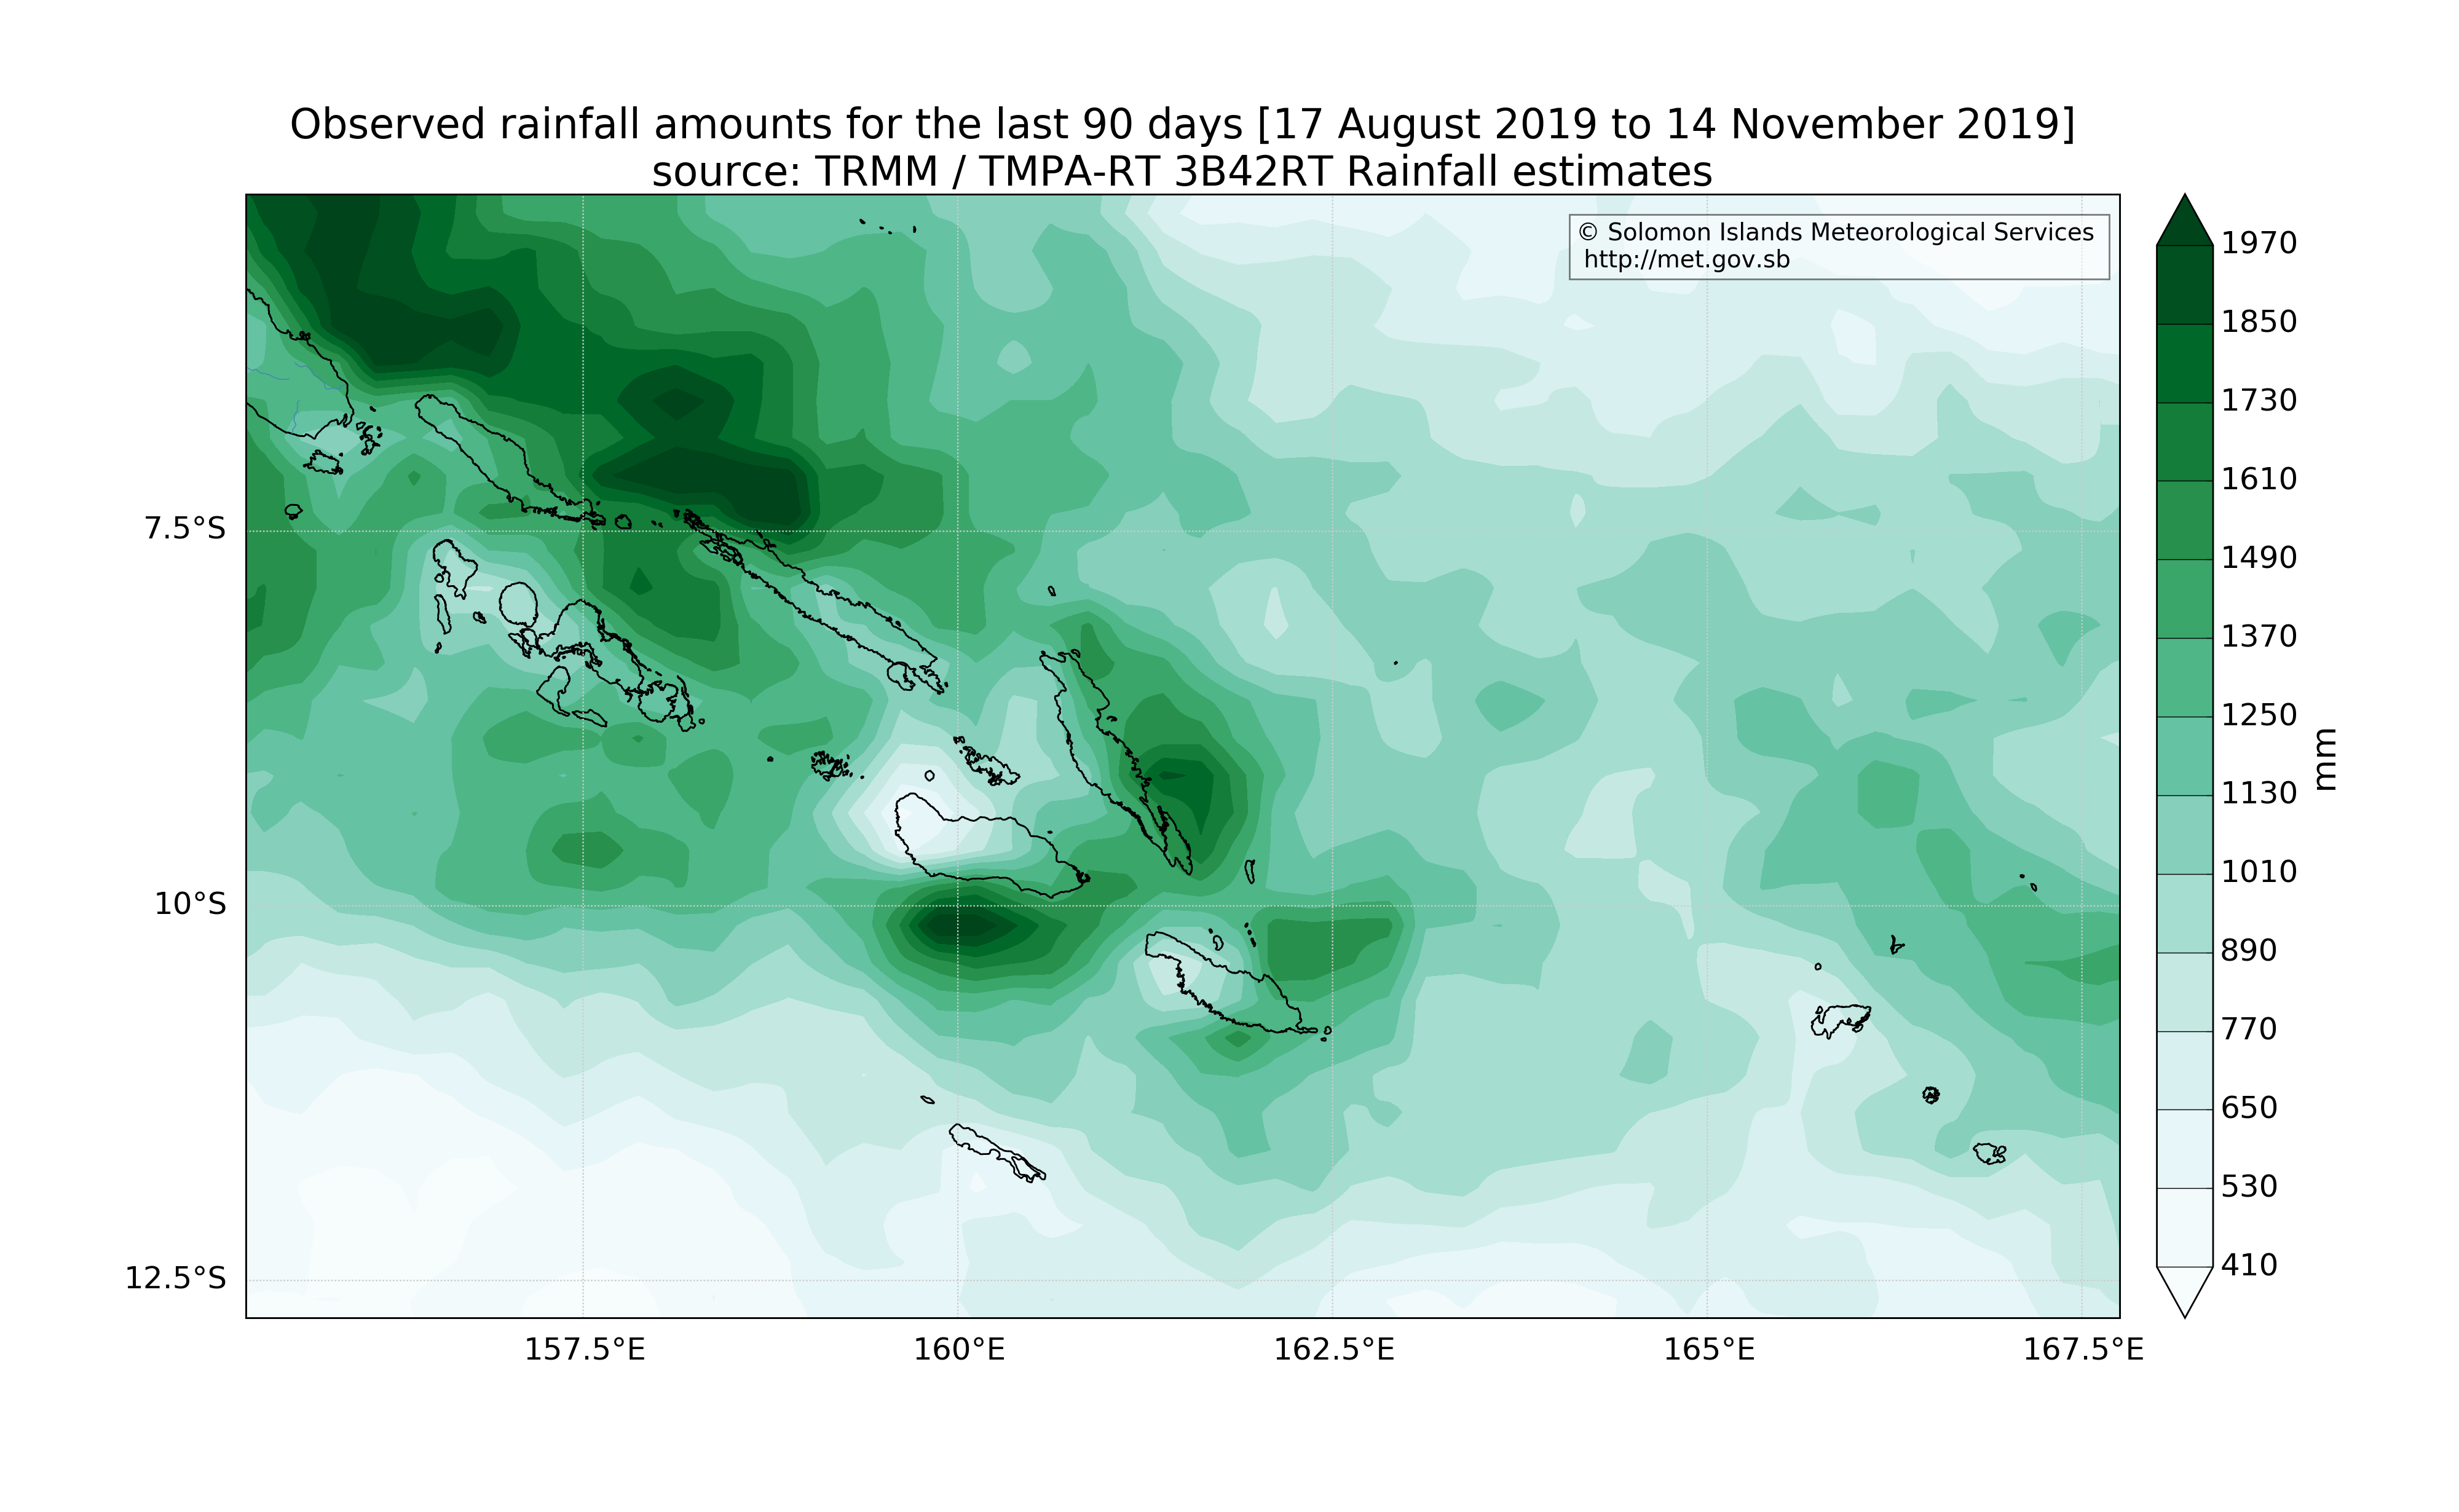 Observed rainfall amounts for the last 90 days [17 August 2019 to 14 November 2019]
source: TRMM / TMPA-RT 3B42RT Rainfall estimates
© Solomon Islands Meteorological Services
http://met.gov.sb
7.5°S
10°S
12.5°S
157.5°E
160°E
162.5°E
165°E
167.5°E
1970
1850
1730
1610
1490
1370
1250
1130
1010
890
770
650
530
410
mm